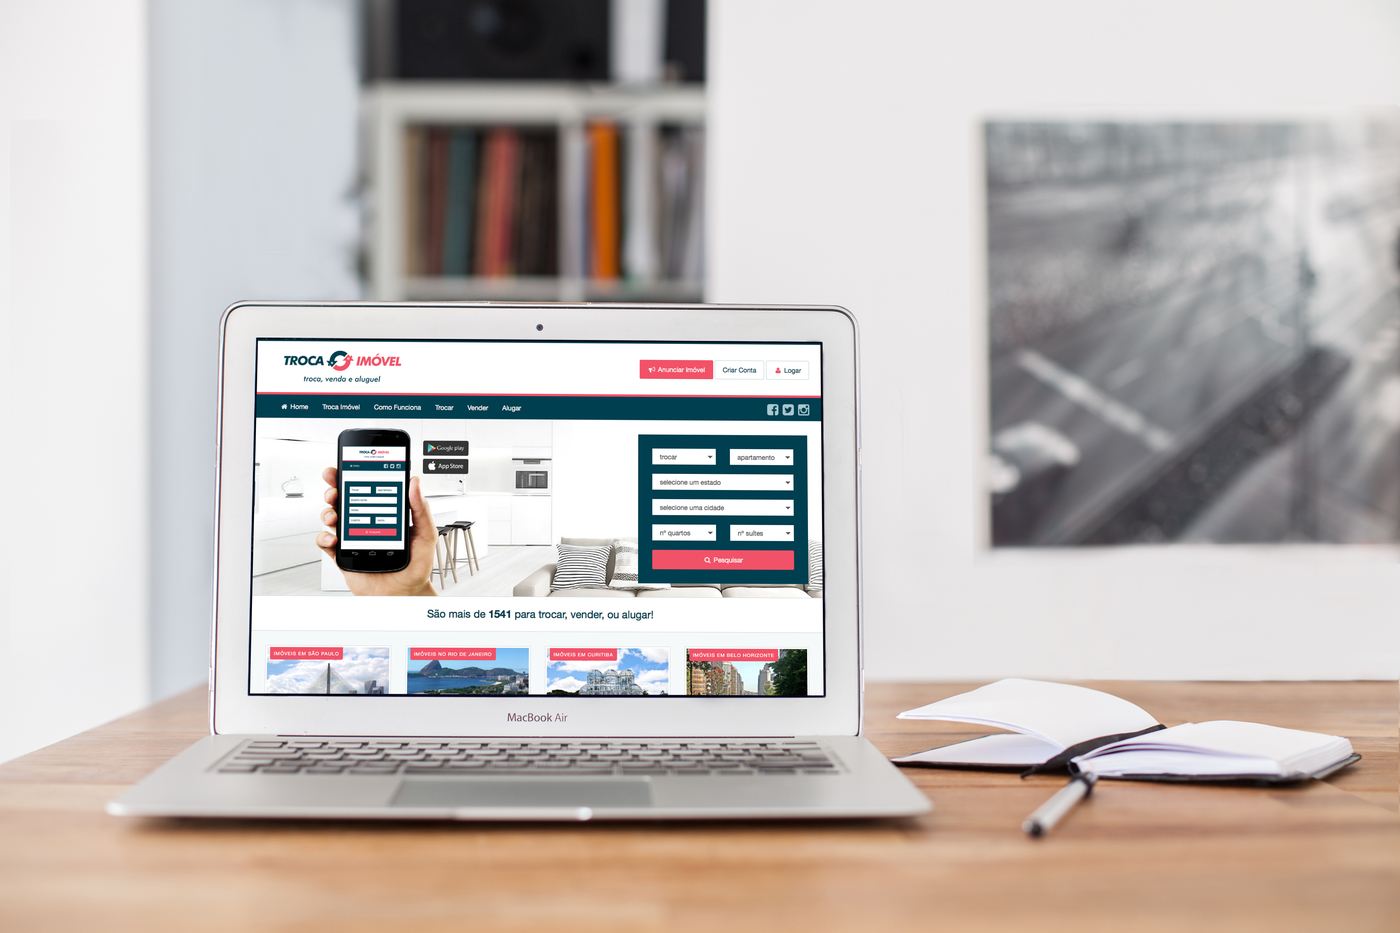 TROCA IMÓVEL
troca, venda e aluguel
Anunciar Imóvel
Criar Conta
Logar
Home
Troca Imóvel
Como Funciona
Trocar
Vender
Alugar
Google play
App Store
trocar
apartamento
selecione um estado
selecione uma cidade
nº quartos
nº suítes
Pesquisar
São mais de 1541 para trocar, vender, ou alugar!
IMÓVEIS EM SÃO PAULO
IMÓVEIS NO RIO DE JANEIRO
IMÓVEIS EM CURITIBA
IMÓVEIS EM BELO HORIZONTE
MacBook Air